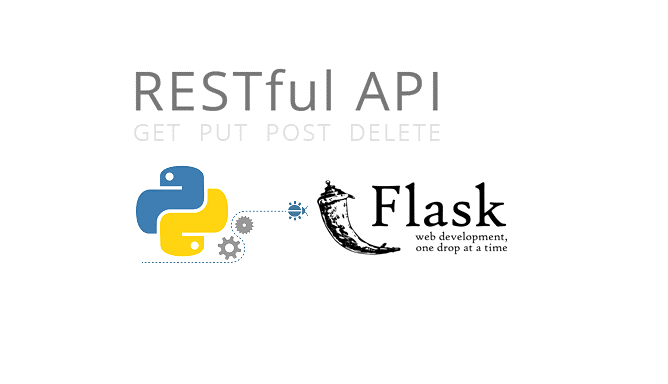 RESTful API
GET PUT POST DELETE
Flask
web development,
one drop at a time